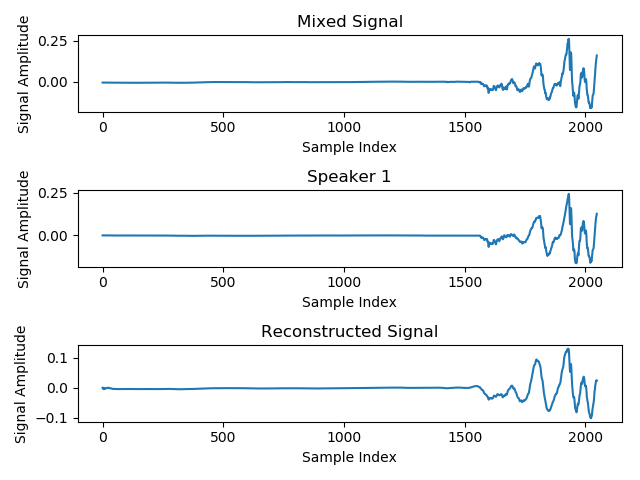 Mixed Signal
Signal Amplitude
0.25
0.00
0 500 1000 1500 2000
Sample Index
Speaker 1
Signal Amplitude
0.25
0.00
0 500 1000 1500 2000
Sample Index
Reconstructed Signal
Signal Amplitude
0.1
0.0
−0.1
0 500 1000 1500 2000
Sample Index